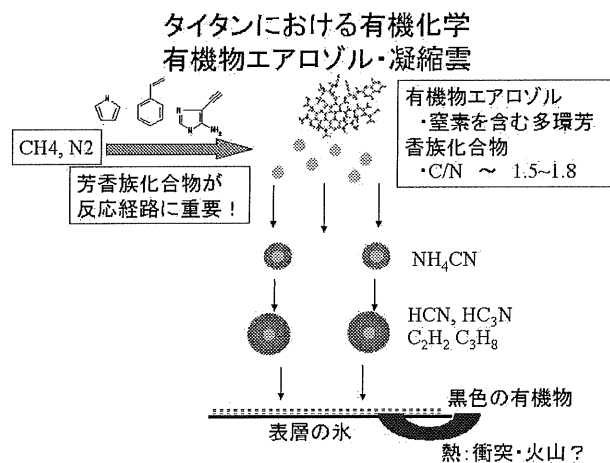 タイタンにおける有機化学
有機物エアロゾル・凝縮雲
有機物エアロゾル
・窒素を含む多環芳
香族化合物
・C/N ～ 1.5~1.8
CH4, N2
芳香族化合物が
反応経路に重要！
NH₄CN
HCN, HC₃N
C₂H₂ C₃H₈
黒色の有機物
表層の氷
熱：衝突・火山？